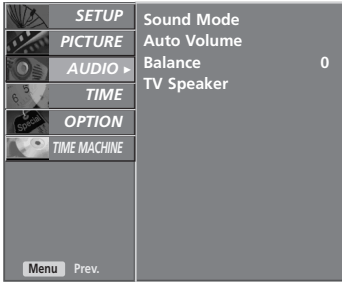 SETUP
PICTURE
AUDIO ▸
TIME
OPTION
TIME MACHINE
Menu Prev.
Sound Mode
Auto Volume
Balance 0
TV Speaker